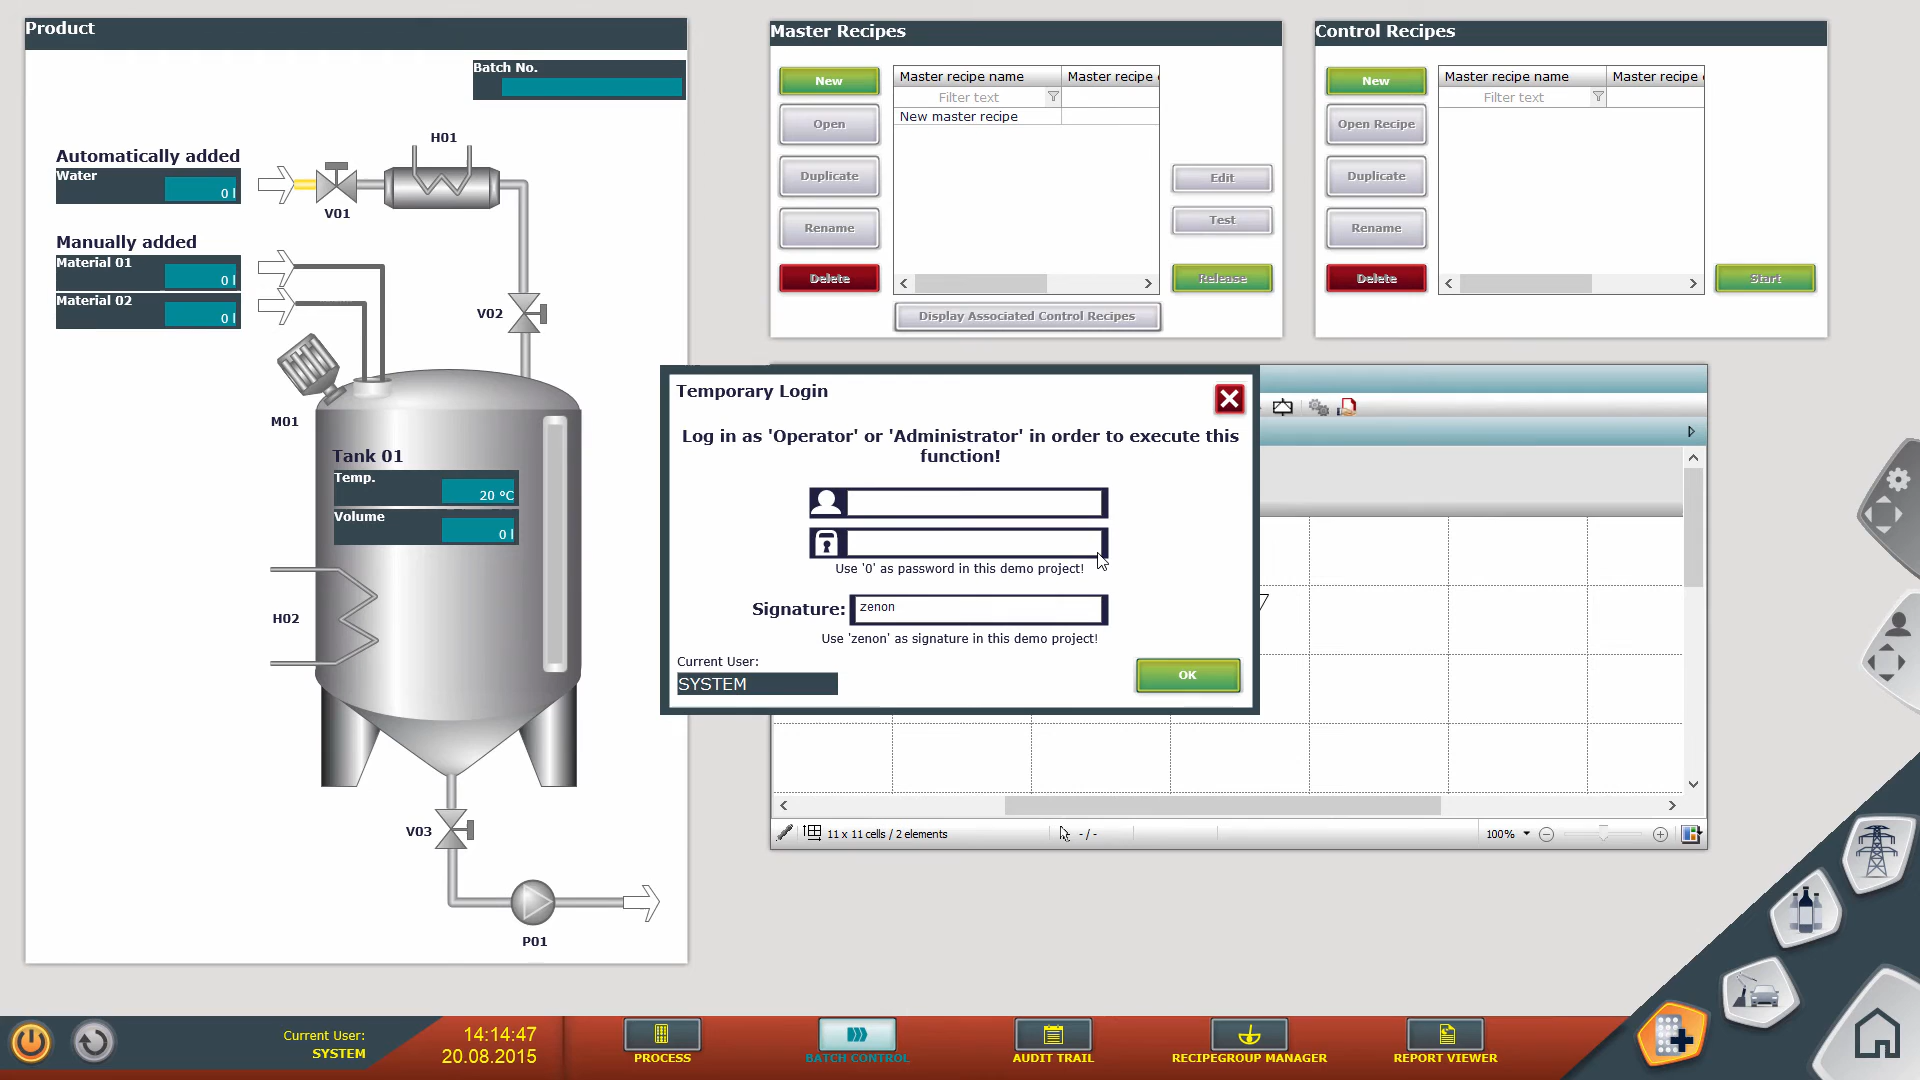 Product
Batch No.
Automatically added
Water
0 l
V01
H01
Manually added
Material 01
0 l
Material 02
0 l
V02
M01
Tank 01
Temp.
20 °C
Volume
0 l
H02
V03
P01
Master Recipes
New
Open
Duplicate
Rename
Delete
Master recipe name
Master recipe
Filter text
New master recipe
Edit
Test
Release
Display Associated Control Recipes
Control Recipes
New
Open Recipe
Duplicate
Rename
Delete
Master recipe name
Master recipe
Filter text
Start
Temporary Login
Log in as 'Operator' or 'Administrator' in order to execute this
function!
Use '0' as password in this demo project!
Signature:
zenon
Use 'zenon' as signature in this demo project!
Current User:
SYSTEM
OK
11 x 11 cells / 2 elements
- / -
100%
Current User:
SYSTEM
14:14:47
20.08.2015
PROCESS
BATCH CONTROL
AUDIT TRAIL
RECIPEGROUP MANAGER
REPORT VIEWER